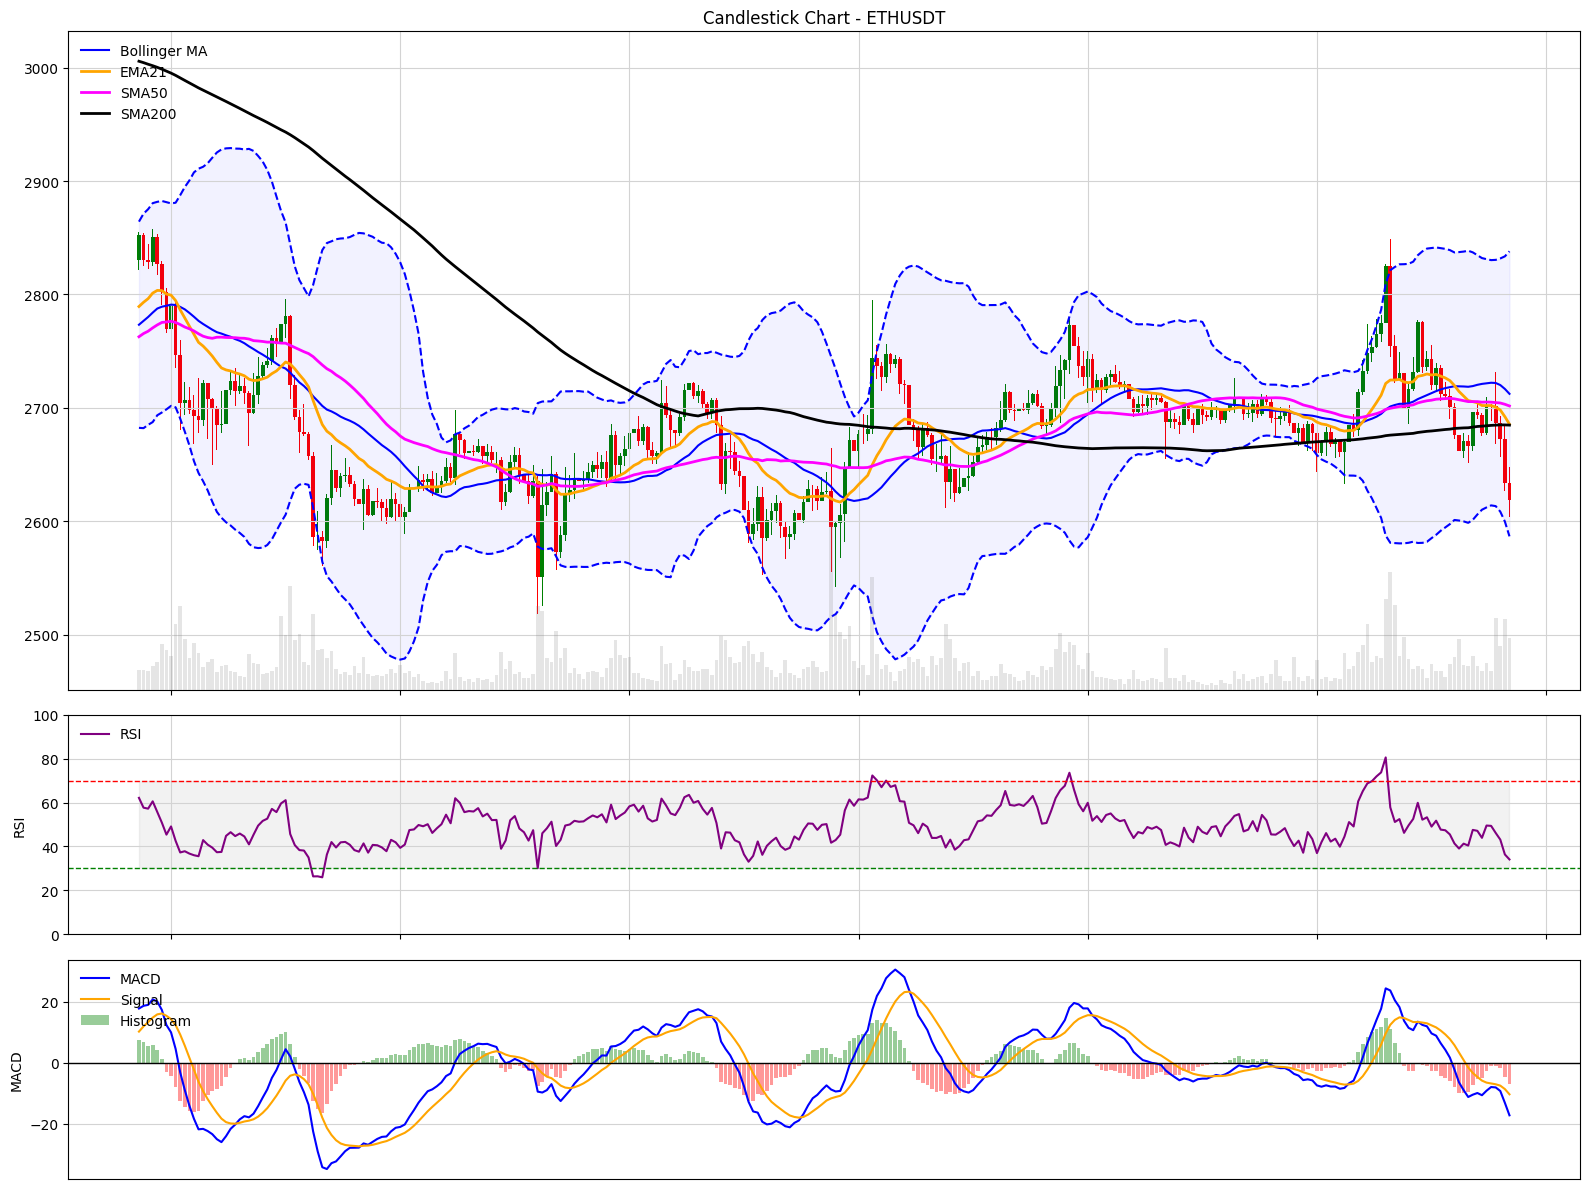 Candlestick Chart - ETHUSDT
Bollinger MA
EMA21
SMA50
SMA200
3000
2900
2800
2700
2600
2500
RSI
100
80
60
40
20
0
RSI
MACD
Signal
Histogram
20
0
−20
MACD